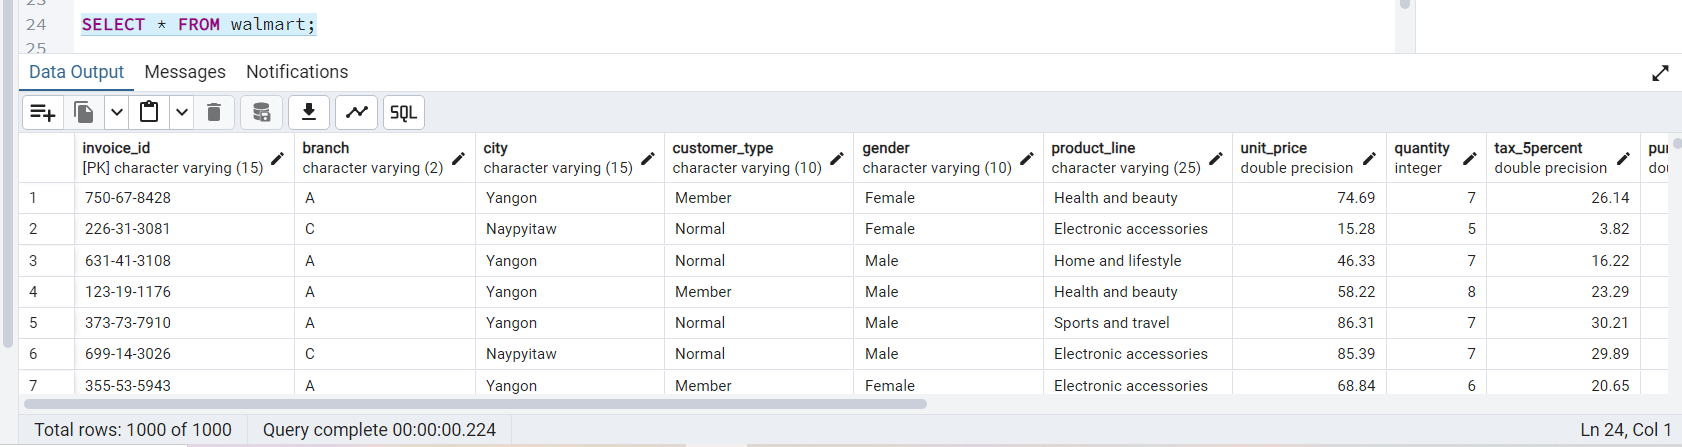 23
24 SELECT * FROM walmart;
25
Data Output Messages Notifications
SQL
invoice_id branch city customer_type gender product_line unit_price quantity tax_5percent
[PK] character varying (15) character varying (2) character varying (15) character varying (10) character varying (10) character varying (25) double precision integer double precision
1 750-67-8428 A Yangon Member Female Health and beauty 74.69 7 26.14
2 226-31-3081 C Naypyitaw Normal Female Electronic accessories 15.28 5 3.82
3 631-41-3108 A Yangon Normal Male Home and lifestyle 46.33 7 16.22
4 123-19-1176 A Yangon Member Male Health and beauty 58.22 8 23.29
5 373-73-7910 A Yangon Normal Male Sports and travel 86.31 7 30.21
6 699-14-3026 C Naypyitaw Normal Male Electronic accessories 85.39 7 29.89
7 355-53-5943 A Yangon Member Female Electronic accessories 68.84 6 20.65
Total rows: 1000 of 1000 Query complete 00:00:00.224 Ln 24, Col 1